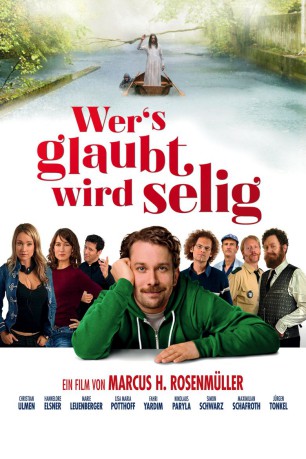 Wer's
glaubt
wird selig
EIN FILM VON MARCUS H. ROSENMÜLLER
CHRISTIAN ULMEN HANNELORE ELSNER MARIE LEUENBERGER LISA MARIA POTTHOFF FAHRI YARDIM NIKOLAUS PARYLA SIMON SCHWARZ MAXIMILIAN SCHAFROTH JÜRGEN TONKEL